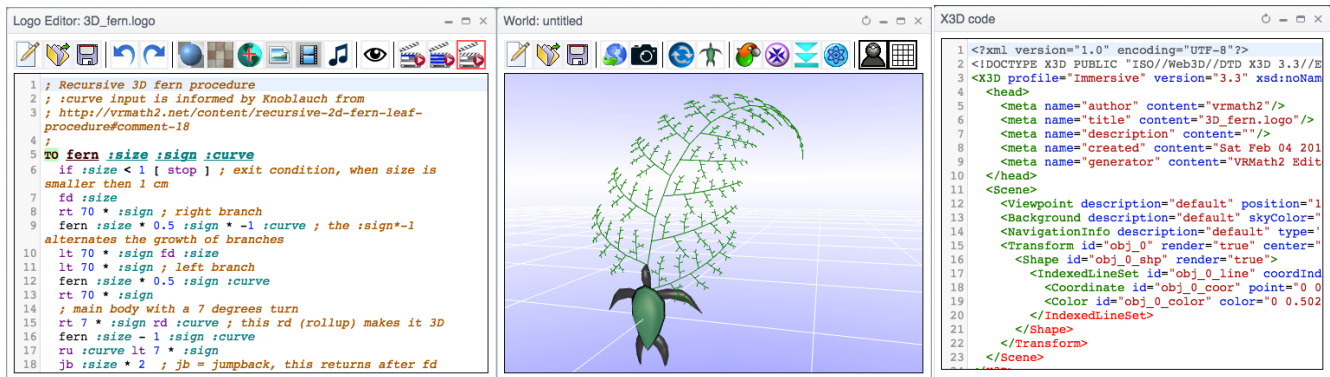 Logo Editor: 3D_fern.logo
1 ; Recursive 3D fern procedure
2 ; :curve input is informed by Knoblauch from
3 ; http://vrmath2.net/content/recursive-2d-fern-leaf-
procedure#comment-18
4 ;
5 TO fern :size :sign :curve
6 if :size < 1 [ stop ] ; exit condition, when size is
smaller then 1 cm
7 fd :size
8 rt 70 * :sign ; right branch
9 fern :size * 0.5 :sign * -1 :curve ; the :sign*-1
alternates the growth of branches
10 lt 70 * :sign fd :size
11 lt 70 * :sign ; left branch
12 fern :size * 0.5 :sign :curve
13 rt 70 * :sign
14 ; main body with a 7 degrees turn
15 rt 7 * :sign rd :curve ; this rd (rollup) makes it 3D
16 fern :size - 1 :sign :curve
17 ru :curve lt 7 * :sign
18 jb :size * 2 ; jb = jumpback, this returns after fd
World: untitled
X3D code
1 <?xml version="1.0" encoding="UTF-8"?>
2 <!DOCTYPE X3D PUBLIC "ISO//Web3D//DTD X3D 3.3//E
3 <X3D profile="Immersive" version="3.3" xsd:noNam
4 <head>
5 <meta name="author" content="vrmath2"/>
6 <meta name="title" content="3D_fern.logo"/>
7 <meta name="description" content=""/>
8 <meta name="created" content="Sat Feb 04 201
9 <meta name="generator" content="VRMath2 Edit
10 </head>
11 <Scene>
12 <Viewpoint description="default" position="1
13 <Background description="default" skyColor="
14 <NavigationInfo description="default" type='
15 <Transform id="obj_0" render="true" center="
16 <Shape id="obj_0_shp" render="true">
17 <IndexedLineSet id="obj_0_line" coordInd
18 <Coordinate id="obj_0_coor" point="0 0
19 <Color id="obj_0_color" color="0 0.502
20 </IndexedLineSet>
21 </Shape>
22 </Transform>
23 </Scene>